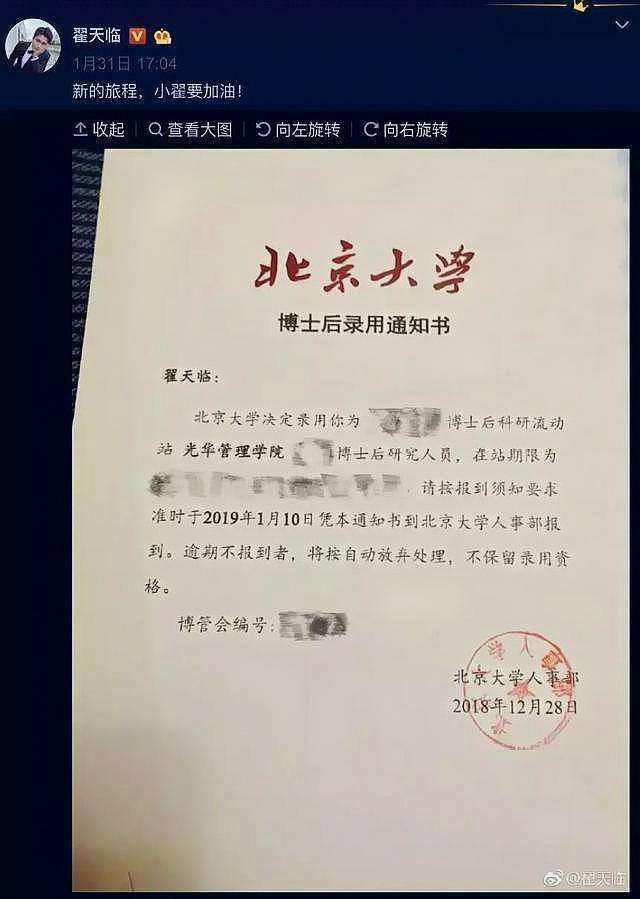 翟天临
1月31日 17:04
新的旅程，小翟要加油！
收起 查看大图 向左旋转 向右旋转
北京大学
博士后录用通知书
翟天临：
北京大学决定录用你为 博士后科研流动
站 光华管理学院 博士后研究人员，在站期限为
请按报到须知要求
准时于2019年1月10日凭本通知书到北京大学人事部报
到。逾期不报到者，将按自动放弃处理，不保留录用资
格。
博管会编号：
北京大学人事部
2018年12月28日
@翟天临